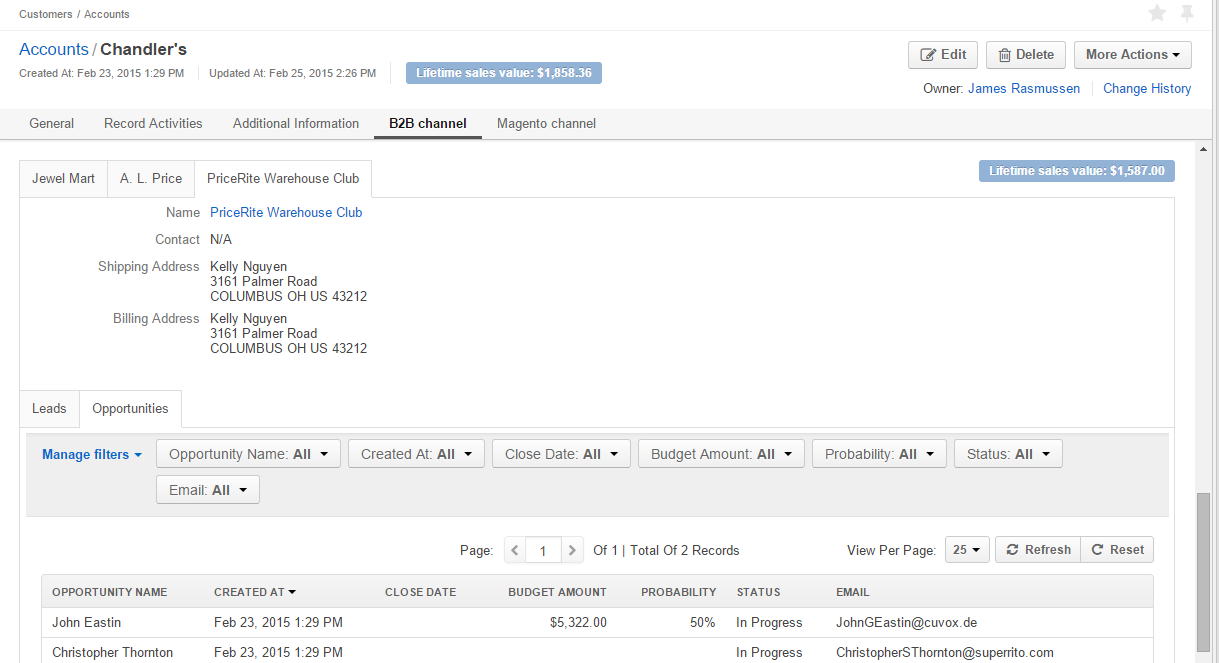 Customers / Accounts
Accounts / Chandler's
Edit Delete More Actions
Created At: Feb 23, 2015 1:29 PM Updated At: Feb 25, 2015 2:26 PM Lifetime sales value: $1,858.36
Owner: James Rasmussen Change History
General Record Activities Additional Information B2B channel Magento channel
Jewel Mart A. L. Price PriceRite Warehouse Club Lifetime sales value: $1,587.00
Name PriceRite Warehouse Club
Contact N/A
Shipping Address Kelly Nguyen
3161 Palmer Road
COLUMBUS OH US 43212
Billing Address Kelly Nguyen
3161 Palmer Road
COLUMBUS OH US 43212
Leads Opportunities
Manage filters Opportunity Name: All Created At: All Close Date: All Budget Amount: All Probability: All Status: All
Email: All
Page: 1 Of 1 | Total Of 2 Records View Per Page: 25 Refresh Reset
OPPORTUNITY NAME CREATED AT CLOSE DATE BUDGET AMOUNT PROBABILITY STATUS EMAIL
John Eastin Feb 23, 2015 1:29 PM $5,322.00 50% In Progress JohnGEastin@cuvox.de
Christopher Thornton Feb 23, 2015 1:29 PM In Progress ChristopherSThornton@superrito.com